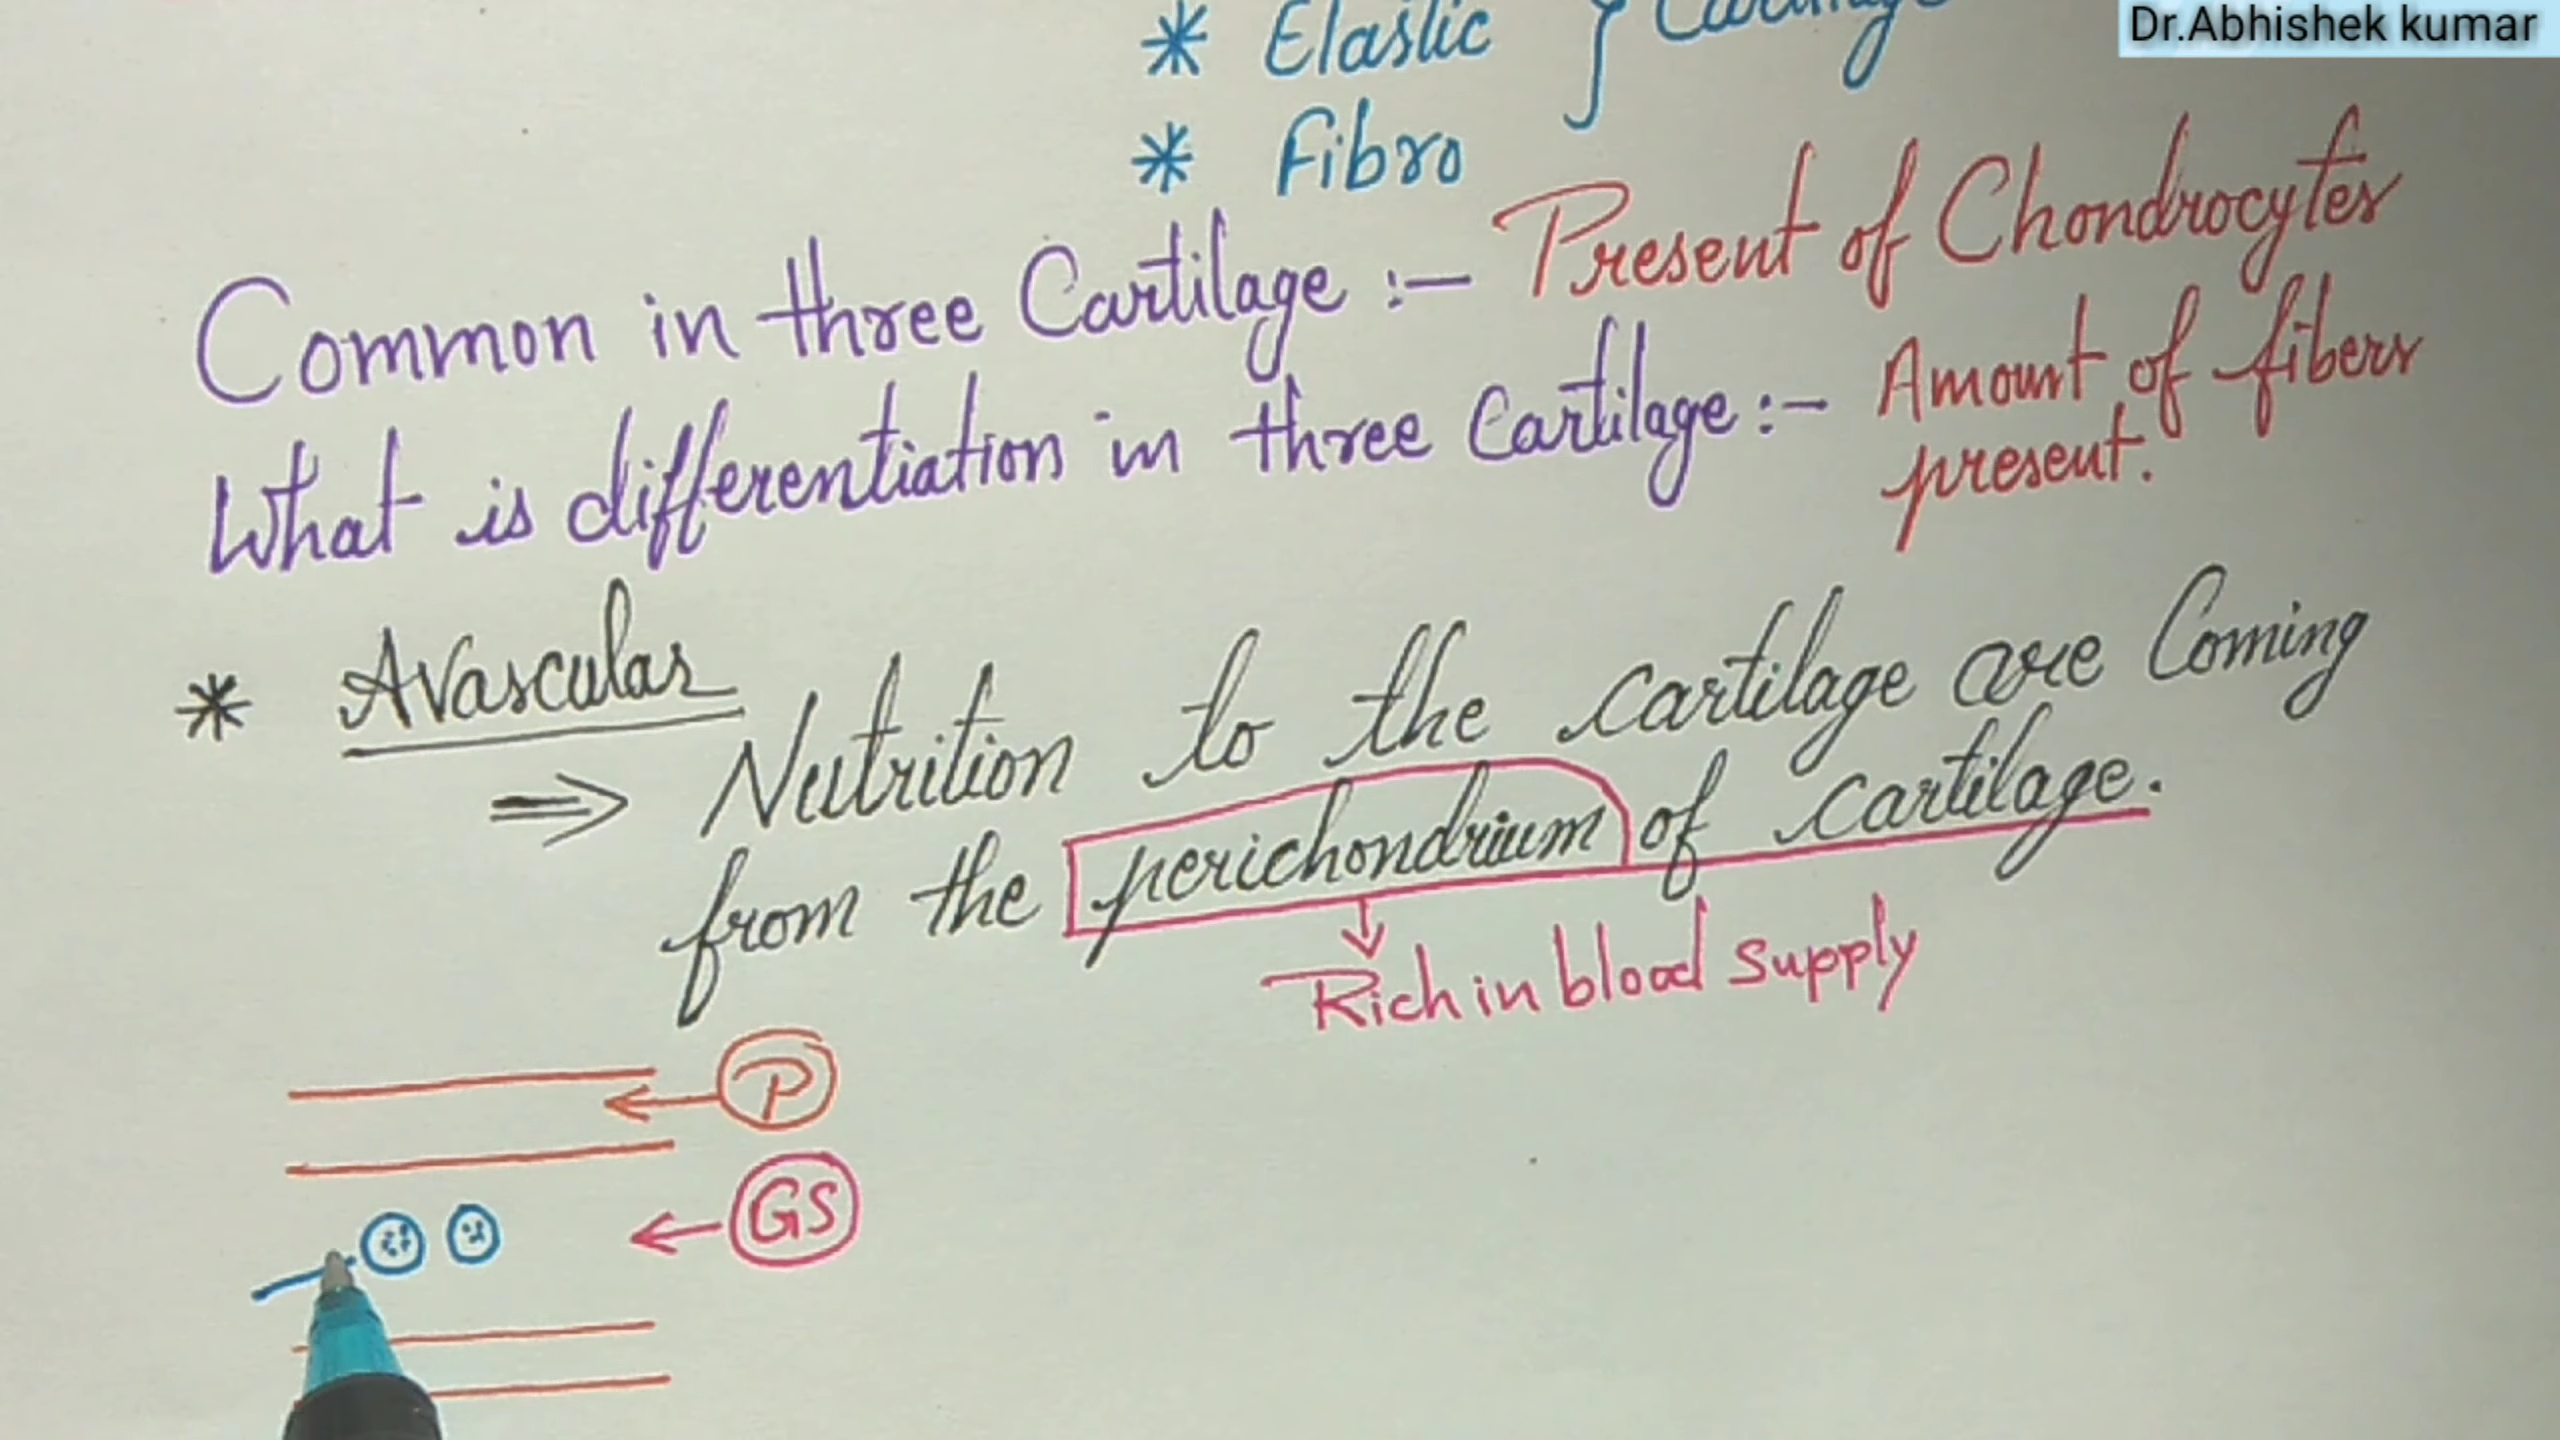 Dr.Abhishek kumar
* Elastic } Cartilage
* Fibro
Common in three Cartilage :- Present of Chondrocytes
What is differentiation in three Cartilage :- Amount of fibers
present.
* Avascular
⇒ Nutrition to the cartilage are Coming
from the perichondrium of cartilage.
Rich in blood supply
P
GS